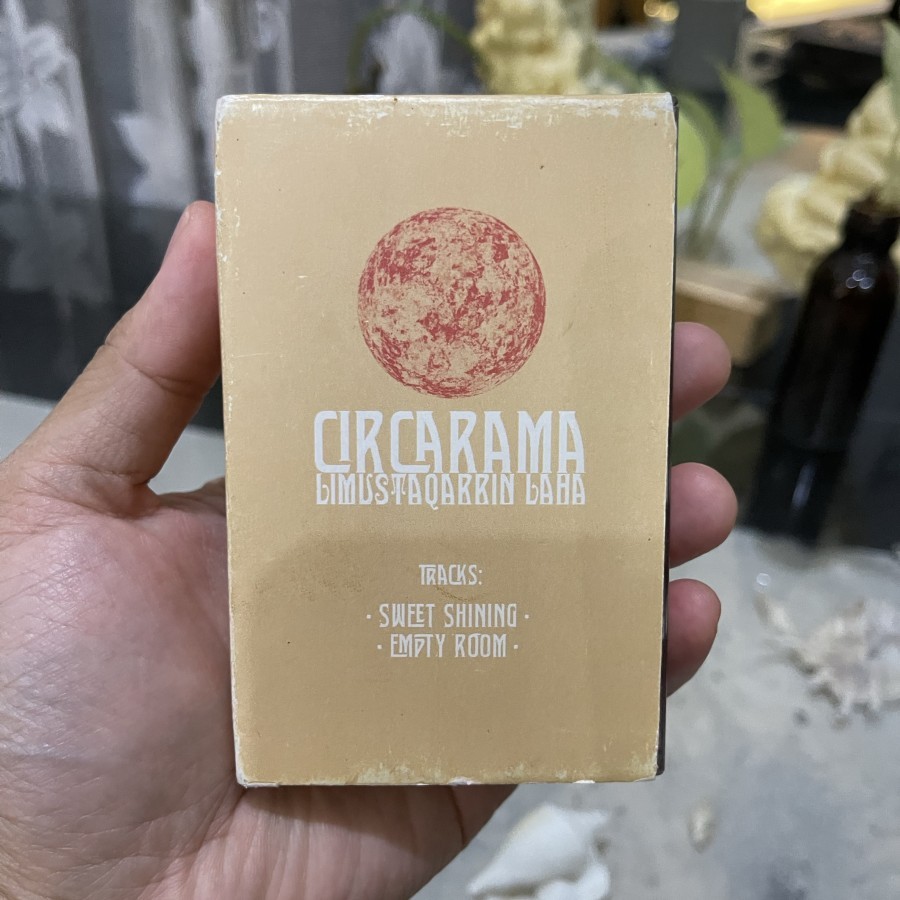 CIRCARAMA
LIMUSTAQARRIN LAHA
TRACKS:
· SWEET SHINING ·
· EMPTY ROOM ·